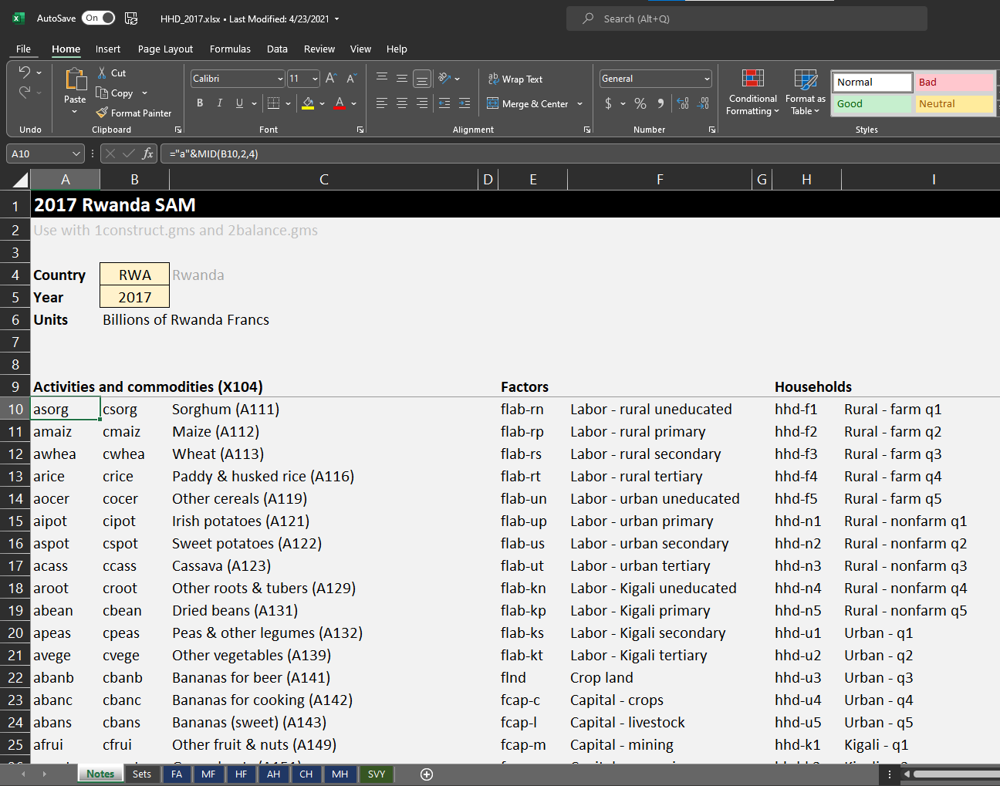 AutoSave On HHD_2017.xlsx • Last Modified: 4/23/2021 Search (Alt+Q)
File Home Insert Page Layout Formulas Data Review View Help
Paste Cut Copy Format Painter
Calibri 11
B I U A
Wrap Text
Merge & Center
General
$ % 9
Conditional Formatting
Format as Table
Normal Bad
Good Neutral
Undo Clipboard Font Alignment Number Styles
A10 fx ="a"&MID(B10,2,4)
A B C D E F G H I
1 2017 Rwanda SAM
2 Use with 1construct.gms and 2balance.gms
3
4 Country RWA Rwanda
5 Year 2017
6 Units Billions of Rwanda Francs
7
8
9 Activities and commodities (X104) Factors Households
10 asorg csorg Sorghum (A111) flab-rn Labor - rural uneducated hhd-f1 Rural - farm q1
11 amaiz cmaiz Maize (A112) flab-rp Labor - rural primary hhd-f2 Rural - farm q2
12 awhea cwhea Wheat (A113) flab-rs Labor - rural secondary hhd-f3 Rural - farm q3
13 arice crice Paddy & husked rice (A116) flab-rt Labor - rural tertiary hhd-f4 Rural - farm q4
14 aocer cocer Other cereals (A119) flab-un Labor - urban uneducated hhd-f5 Rural - farm q5
15 aipot cipot Irish potatoes (A121) flab-up Labor - urban primary hhd-n1 Rural - nonfarm q1
16 aspot cspot Sweet potatoes (A122) flab-us Labor - urban secondary hhd-n2 Rural - nonfarm q2
17 acass ccass Cassava (A123) flab-ut Labor - urban tertiary hhd-n3 Rural - nonfarm q3
18 aroot croot Other roots & tubers (A129) flab-kn Labor - Kigali uneducated hhd-n4 Rural - nonfarm q4
19 abean cbean Dried beans (A131) flab-kp Labor - Kigali primary hhd-n5 Rural - nonfarm q5
20 apeas cpeas Peas & other legumes (A132) flab-ks Labor - Kigali secondary hhd-u1 Urban - q1
21 avege cvege Other vegetables (A139) flab-kt Labor - Kigali tertiary hhd-u2 Urban - q2
22 abanb cbanb Bananas for beer (A141) flnd Crop land hhd-u3 Urban - q3
23 abanc cbanc Bananas for cooking (A142) fcap-c Capital - crops hhd-u4 Urban - q4
24 abans cbans Bananas (sweet) (A143) fcap-l Capital - livestock hhd-u5 Urban - q5
25 afrui cfrui Other fruit & nuts (A149) fcap-m Capital - mining hhd-k1 Kigali - q1
Notes Sets FA MF HF AH CH MH SVY